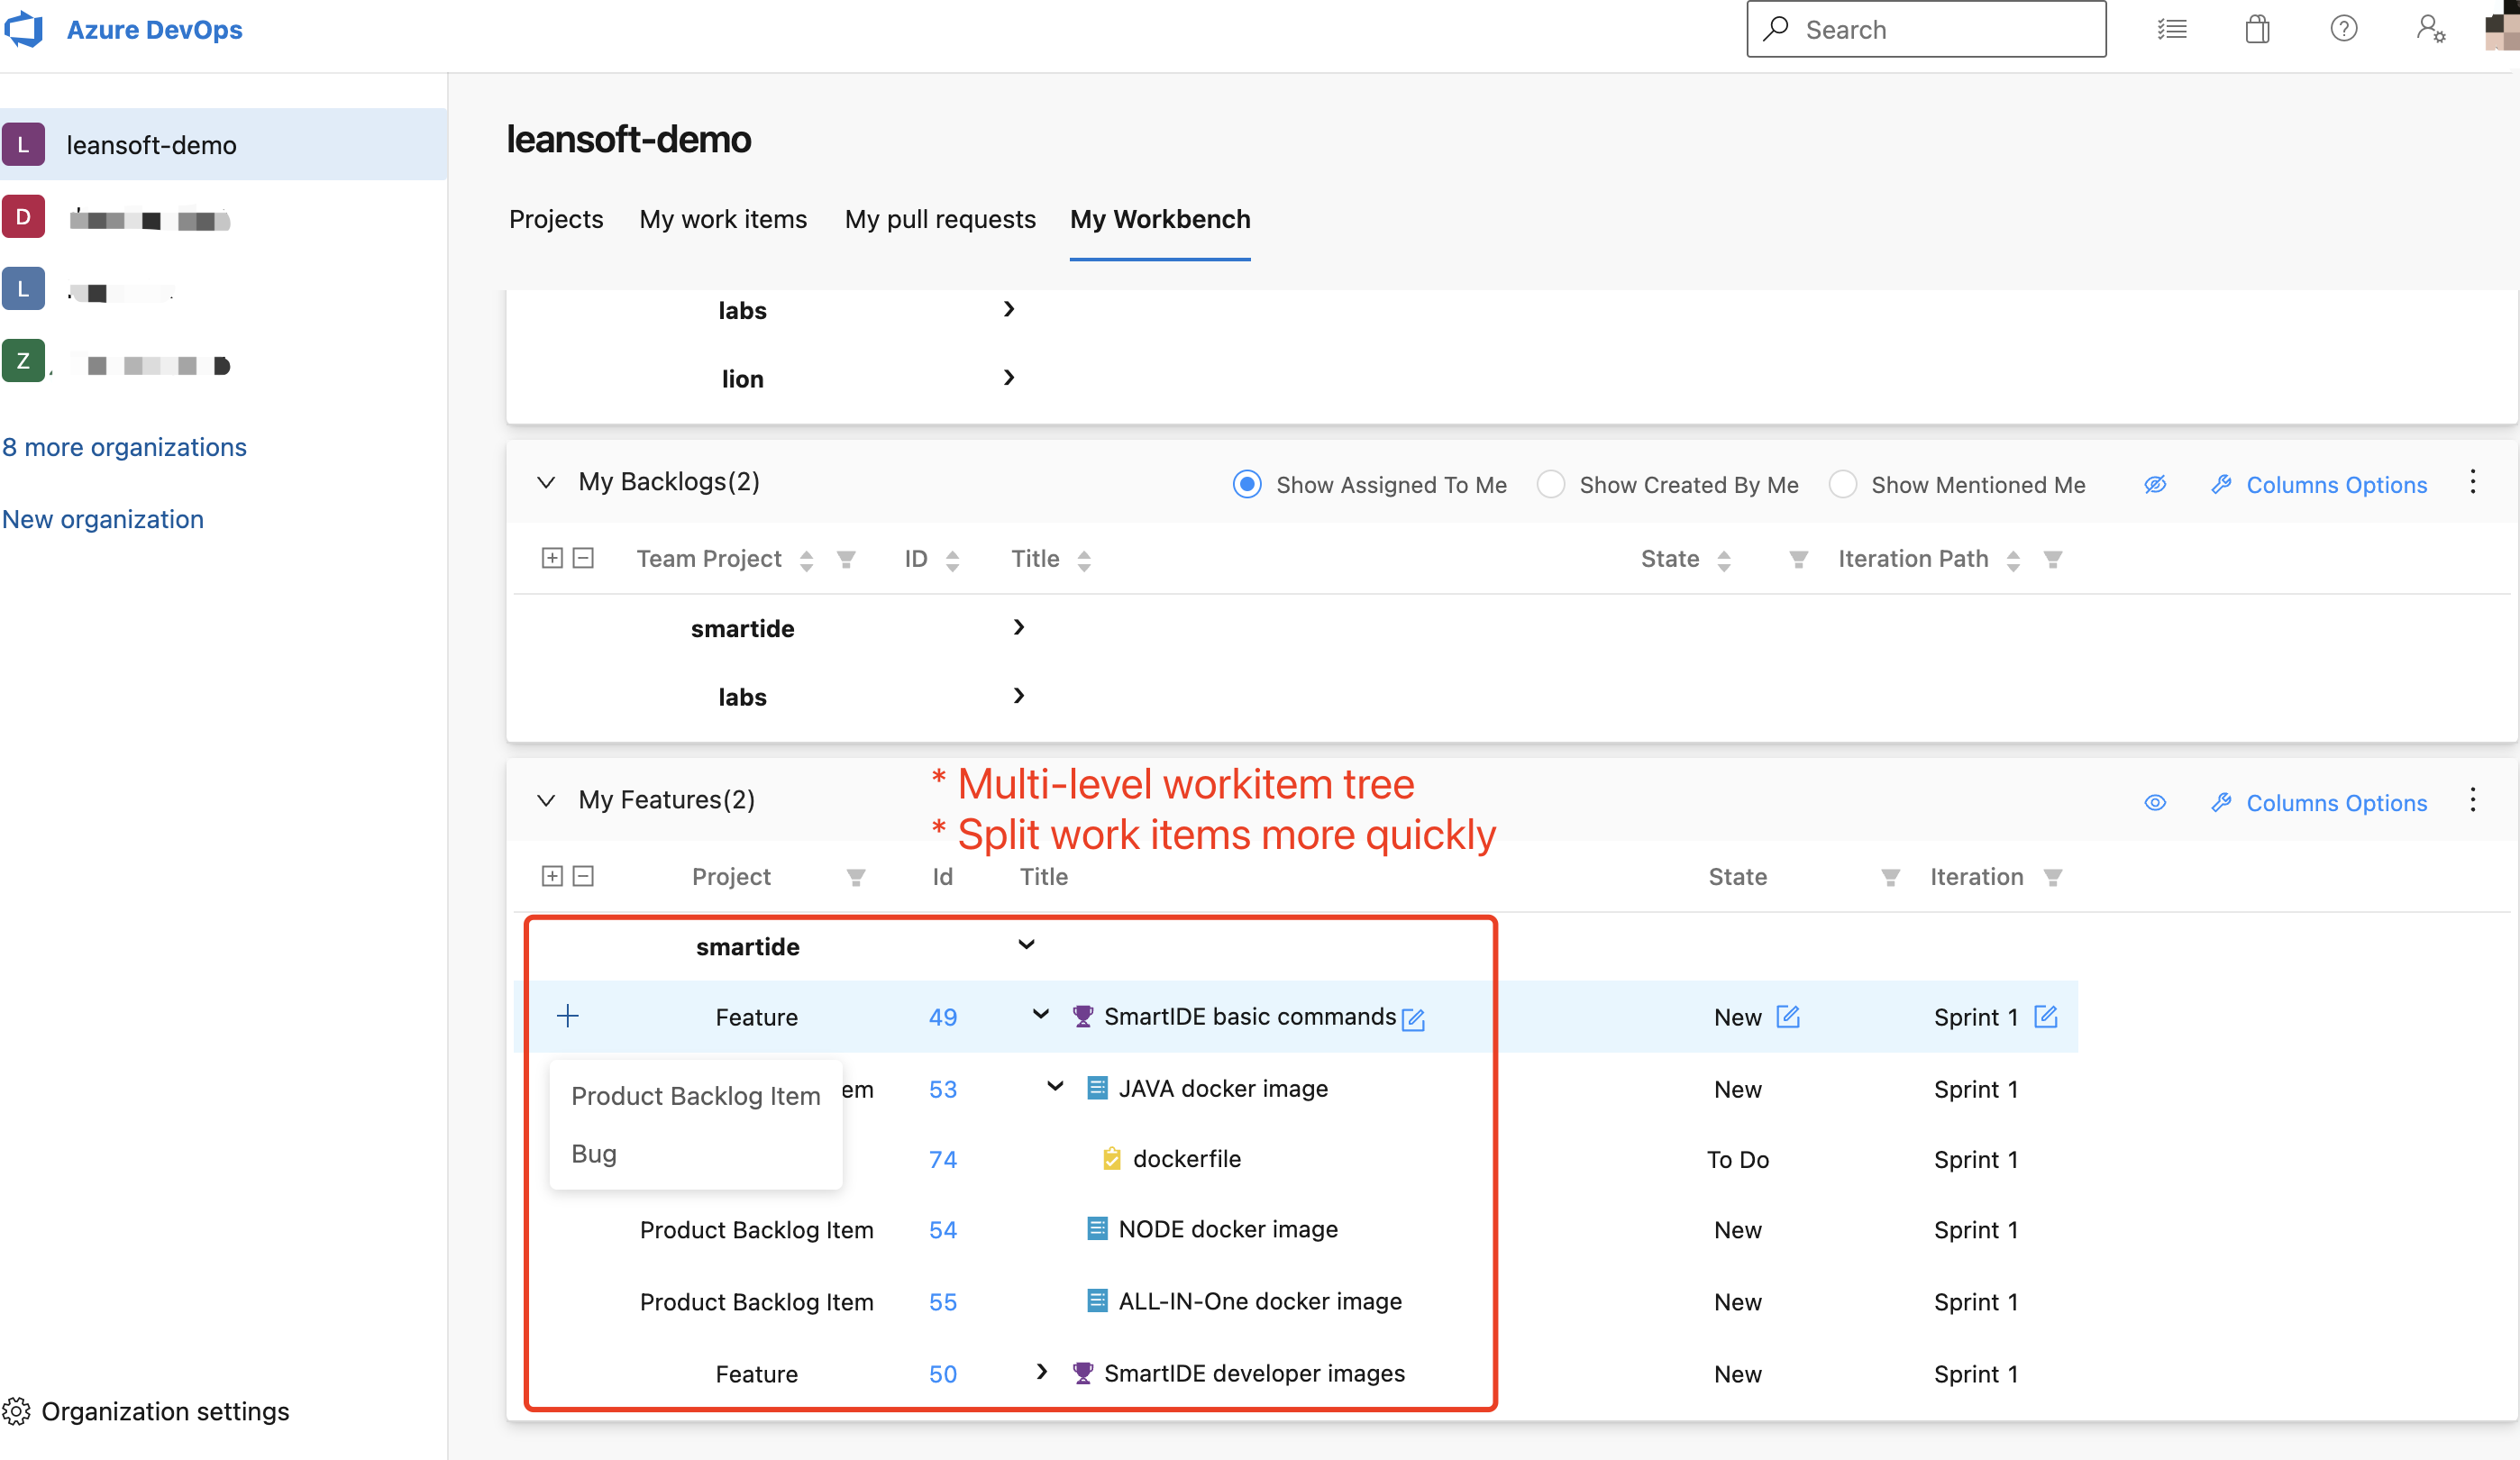 Azure DevOps
Search
L leansoft-demo
D
L
Z
8 more organizations
New organization
Organization settings
leansoft-demo
Projects My work items My pull requests My Workbench
labs
lion
My Backlogs(2) Show Assigned To Me Show Created By Me Show Mentioned Me Columns Options
Team Project ID Title State Iteration Path
smartide
labs
My Features(2) Columns Options
* Multi-level workitem tree
* Split work items more quickly
Project Id Title State Iteration
smartide
Feature 49 SmartIDE basic commands New Sprint 1
Product Backlog Item
Bug
em 53 JAVA docker image New Sprint 1
74 dockerfile To Do Sprint 1
Product Backlog Item 54 NODE docker image New Sprint 1
Product Backlog Item 55 ALL-IN-One docker image New Sprint 1
Feature 50 SmartIDE developer images New Sprint 1